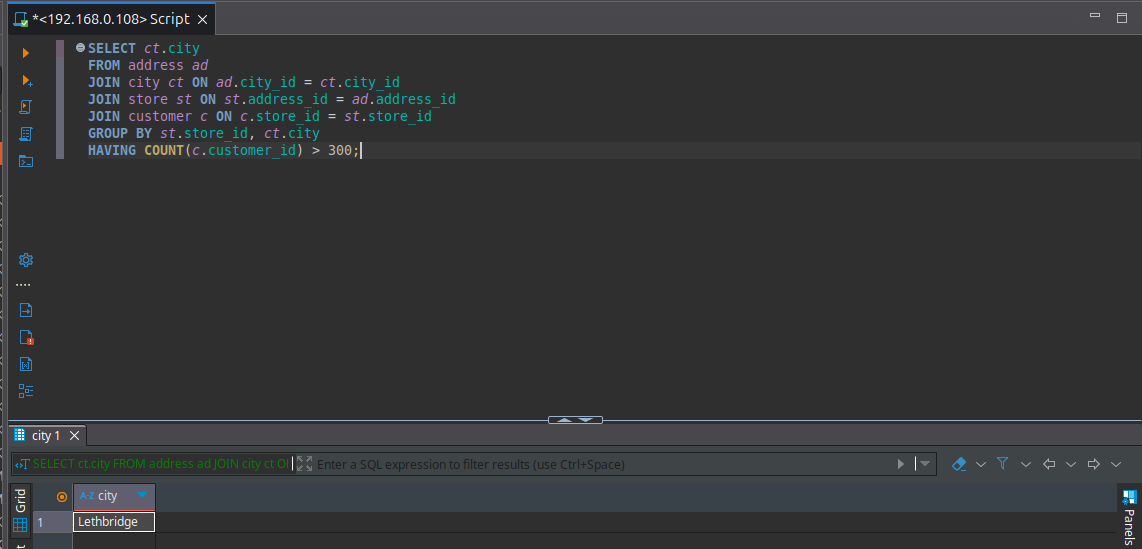 *<192.168.0.108> Script
SELECT ct.city
FROM address ad
JOIN city ct ON ad.city_id = ct.city_id
JOIN store st ON st.address_id = ad.address_id
JOIN customer c ON c.store_id = st.store_id
GROUP BY st.store_id, ct.city
HAVING COUNT(c.customer_id) > 300;
city 1
SELECT ct.city FROM address ad JOIN city ct
Enter a SQL expression to filter results (use Ctrl+Space)
Grid
A-Z city
1
Lethbridge
Panels